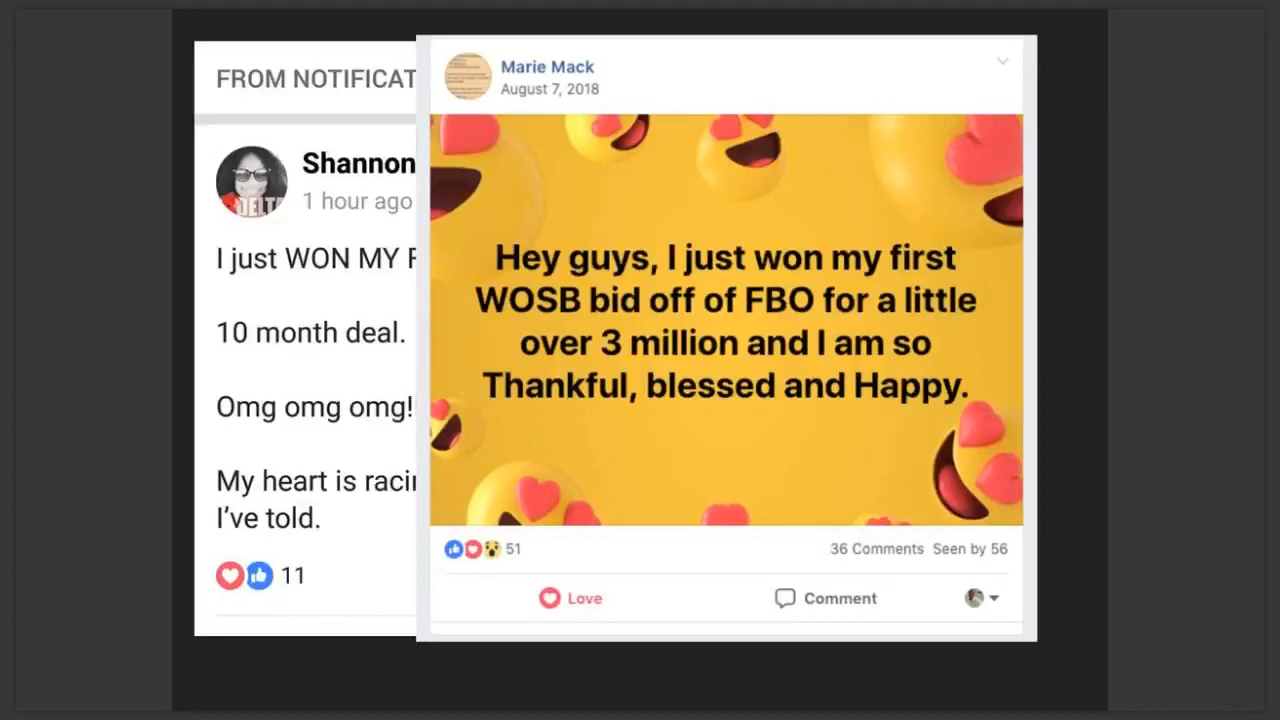 FROM NOTIFICAT
Shannon
1 hour ago
I just WON MY F
10 month deal.
Omg omg omg!
My heart is racin
I've told.
11
Marie Mack
August 7, 2018
Hey guys, I just won my first
WOSB bid off of FBO for a little
over 3 million and I am so
Thankful, blessed and Happy.
51
36 Comments Seen by 56
Love
Comment